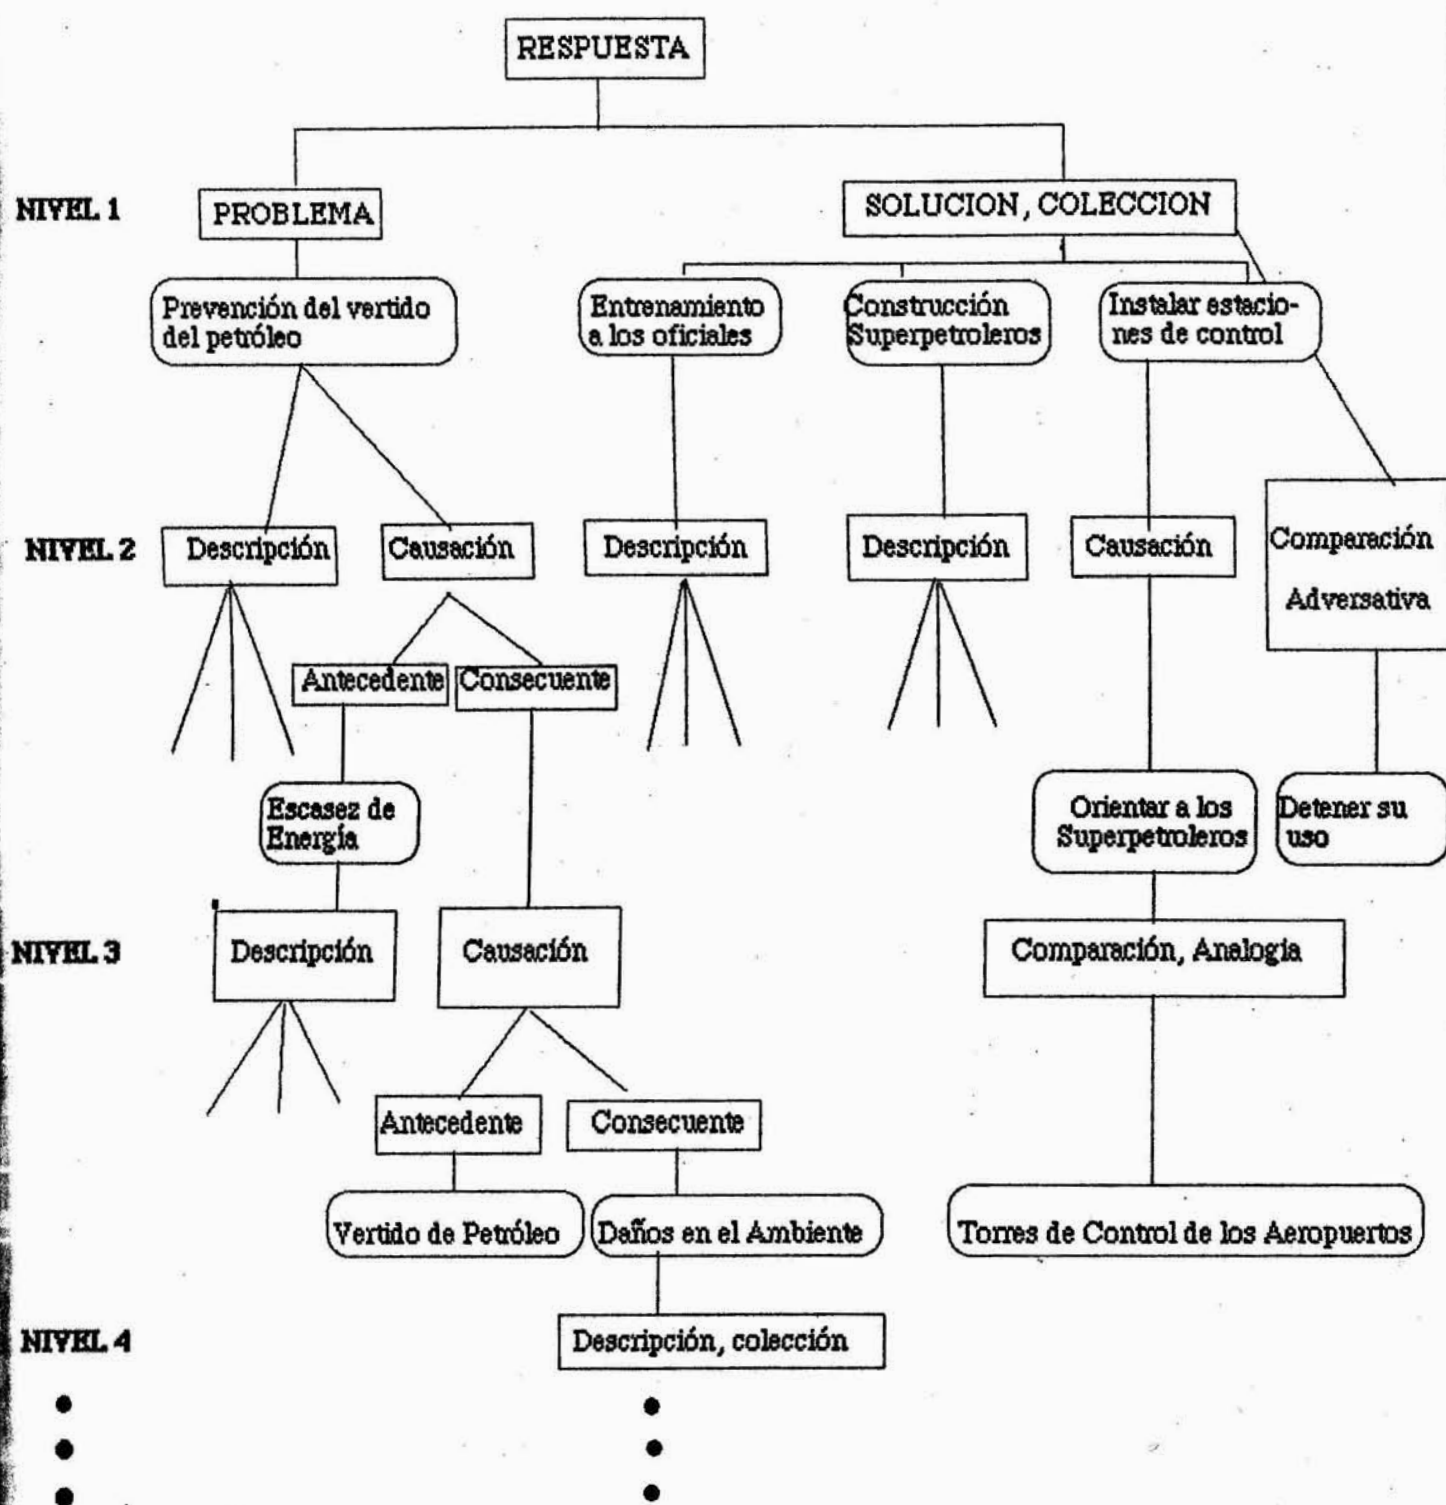 RESPUESTA
NIVEL 1
PROBLEMA
SOLUCION, COLECCION
Prevención del vertido
del petróleo
Entrenamiento
a los oficiales
Construcción
Superpetroleros
Instalar estacio-
nes de control
NIVEL 2
Descripción
Causación
Descripción
Descripción
Causación
Comparación
Adversativa
Antecedente
Consecuente
Escasez de
Energía
Orientar a los
Superpetroleros
Detener su
uso
NIVEL 3
Descripción
Causación
Comparación, Analogia
Antecedente
Consecuente
Vertido de Petróleo
Daños en el Ambiente
Torres de Control de los Aeropuertos
NIVEL 4
Descripción, colección